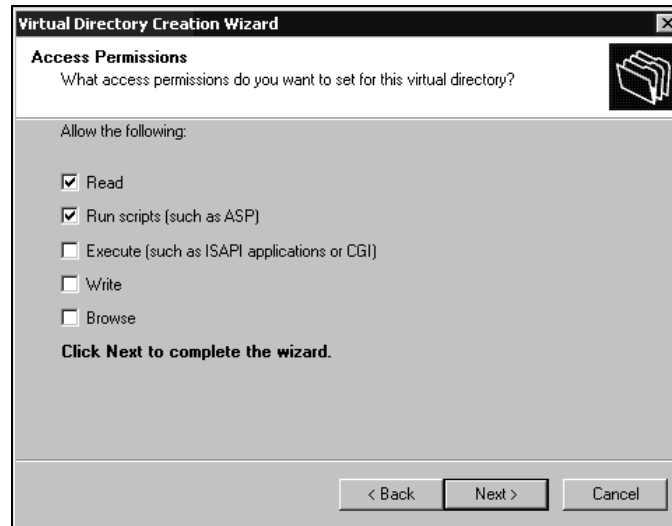 Virtual Directory Creation Wizard
Access Permissions
What access permissions do you want to set for this virtual directory?
Allow the following:
Read
Run scripts (such as ASP)
Execute (such as ISAPI applications or CGI)
Write
Browse
Click Next to complete the wizard.
< Back Next > Cancel